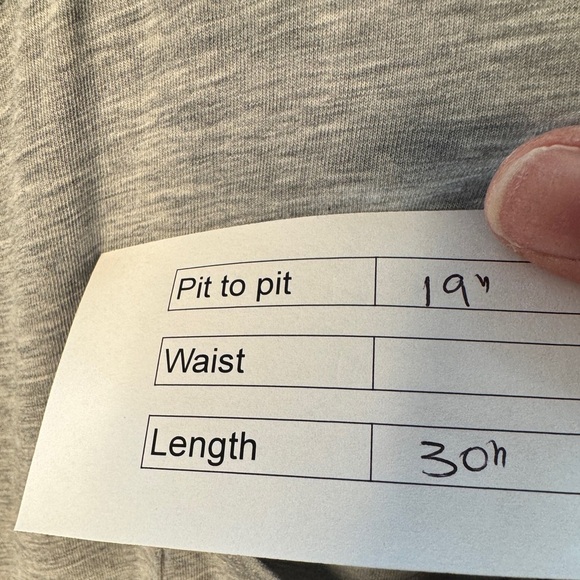 Pit to pit 19"
Waist
Length 30"